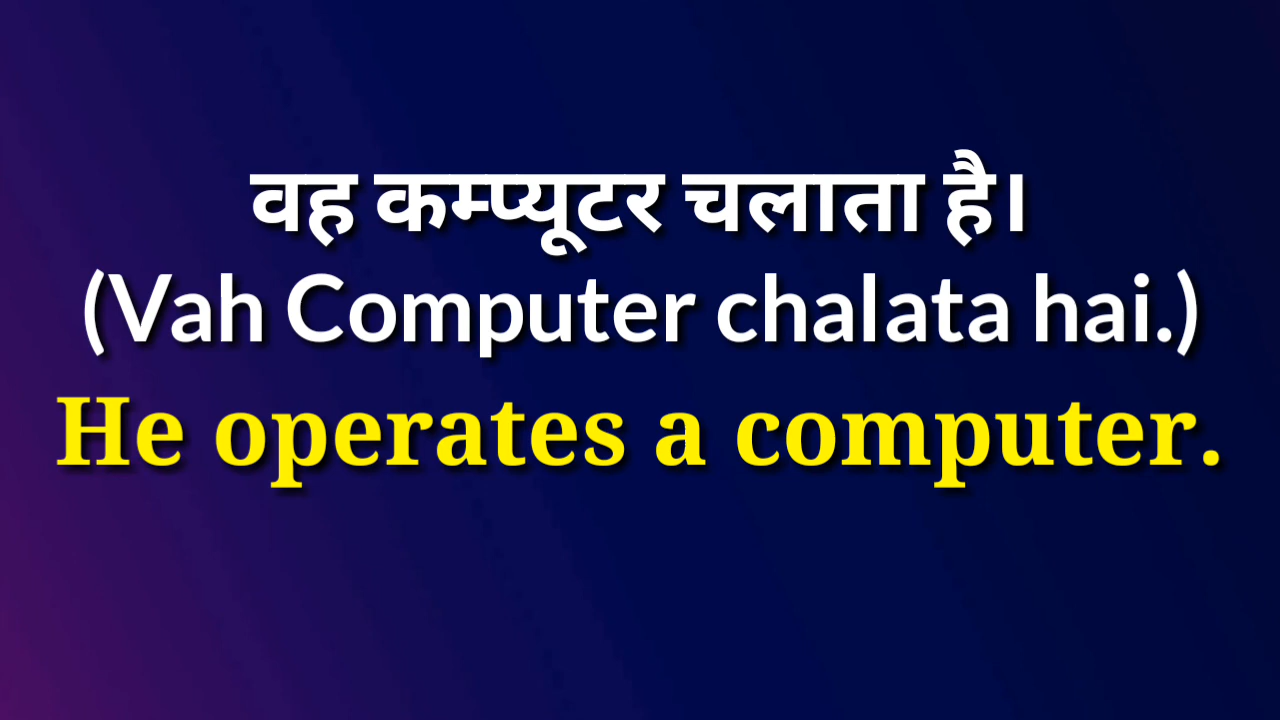 वह कम्प्यूटर चलाता है।
(Vah Computer chalata hai.)
He operates a computer.